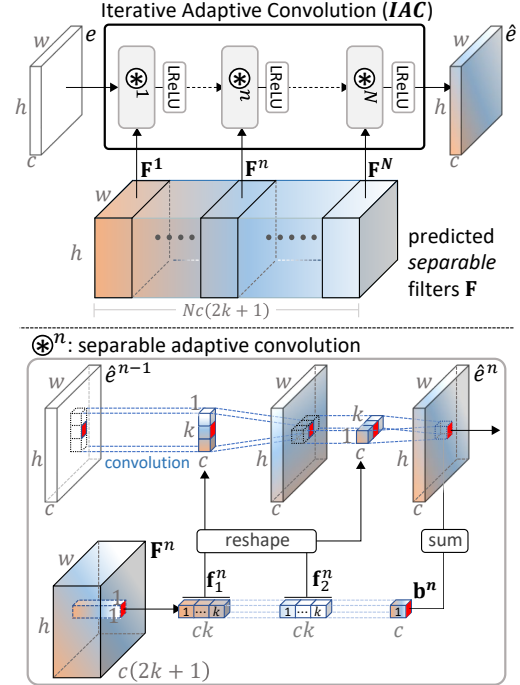 Iterative Adaptive Convolution (IAC)
w e
h
c
⊛1 LReLU ⊛n LReLU ⊛N LReLU
w ê
h
c
F1 Fn FN
w
h
predicted
separable
filters F
Nc(2k + 1)
⊛n: separable adaptive convolution
w ên−1
h
c
convolution
1
k
c
w
h
c
k
1
c
w ên
h
c
reshape
sum
w Fn
h
1
1
c(2k + 1)
f1n
1 ... k
ck
f2n
1 ... k
ck
bn
1
c